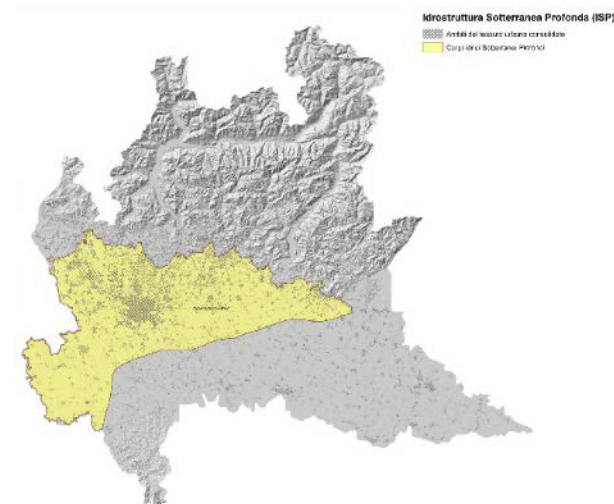 Idrostruttura Sotterranea Profonda (ISP)
Ambiti del tessuto urbano consolidato
Corpi idrici Sotterranei Profondi